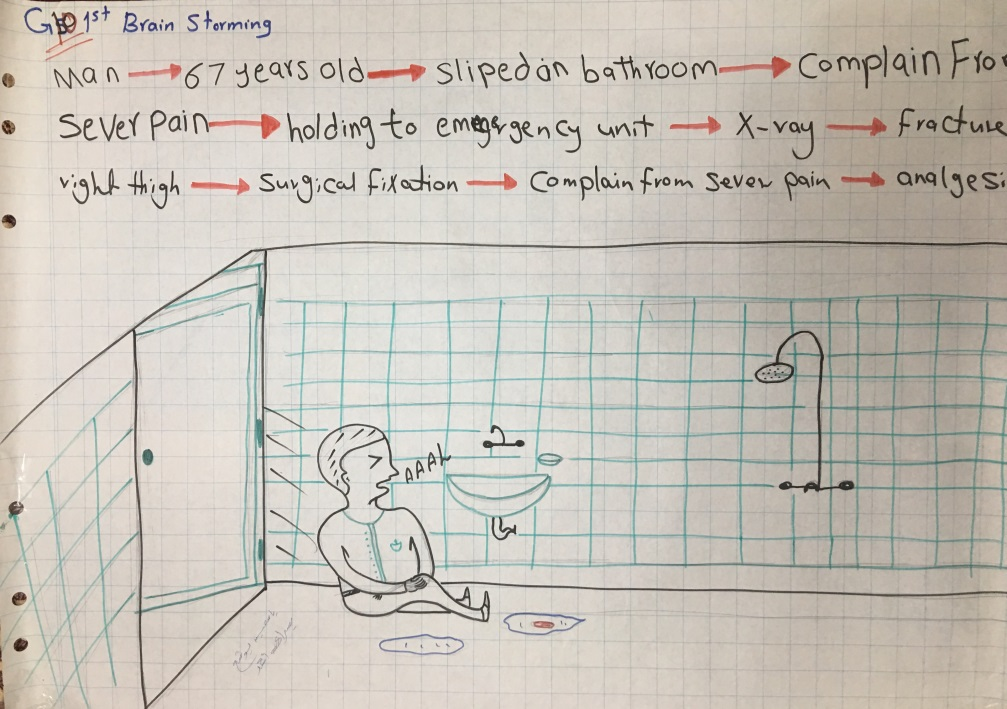 1st Brain Storming
Man → 67 years old → sliped on bathroom → Complain Fro
Sever pain → holding to emergency unit → X-ray → fracture
right thigh → Surgical fixation → Complain from sever pain → analgesi
AAAh